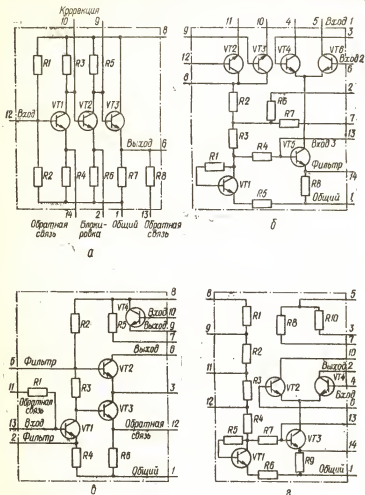 Коррекция
10 9
8
R1 R3 R5
12 Вход
VT1 VT2 VT3
Выход 6
R2 R4 R6 R7 R8
14 2 1 13
Обратная связь
Блокировка
Общий
Обратная связь
а
11 10 4 5 Вход 1
9 3
VT2 VT3 VT4 VT6
12 Вход 2
8 6
R2 R6 2
R3 R7 7
Вход 3 13
R1 R4 VT5
Фильтр 14
VT1 R8
R5 Общий 1
б
8
VT4
R2 R5 Вход 10
Выход 9
7
Выход 6
5 Фильтр
VT2
11 R1 R3 3
Обратная связь
VT3
13 Вход Обратная связь 12
VT1
2 Фильтр
R4 R6
Общий 1
в
8 5
R1 R8 R10
9 3
7
R2 10
11 Выход 2
VT2 VT4
R3 4
Вход
12 6
R4
R5 R7 13
VT3
14
VT1 R9
R6 Общий 1
г